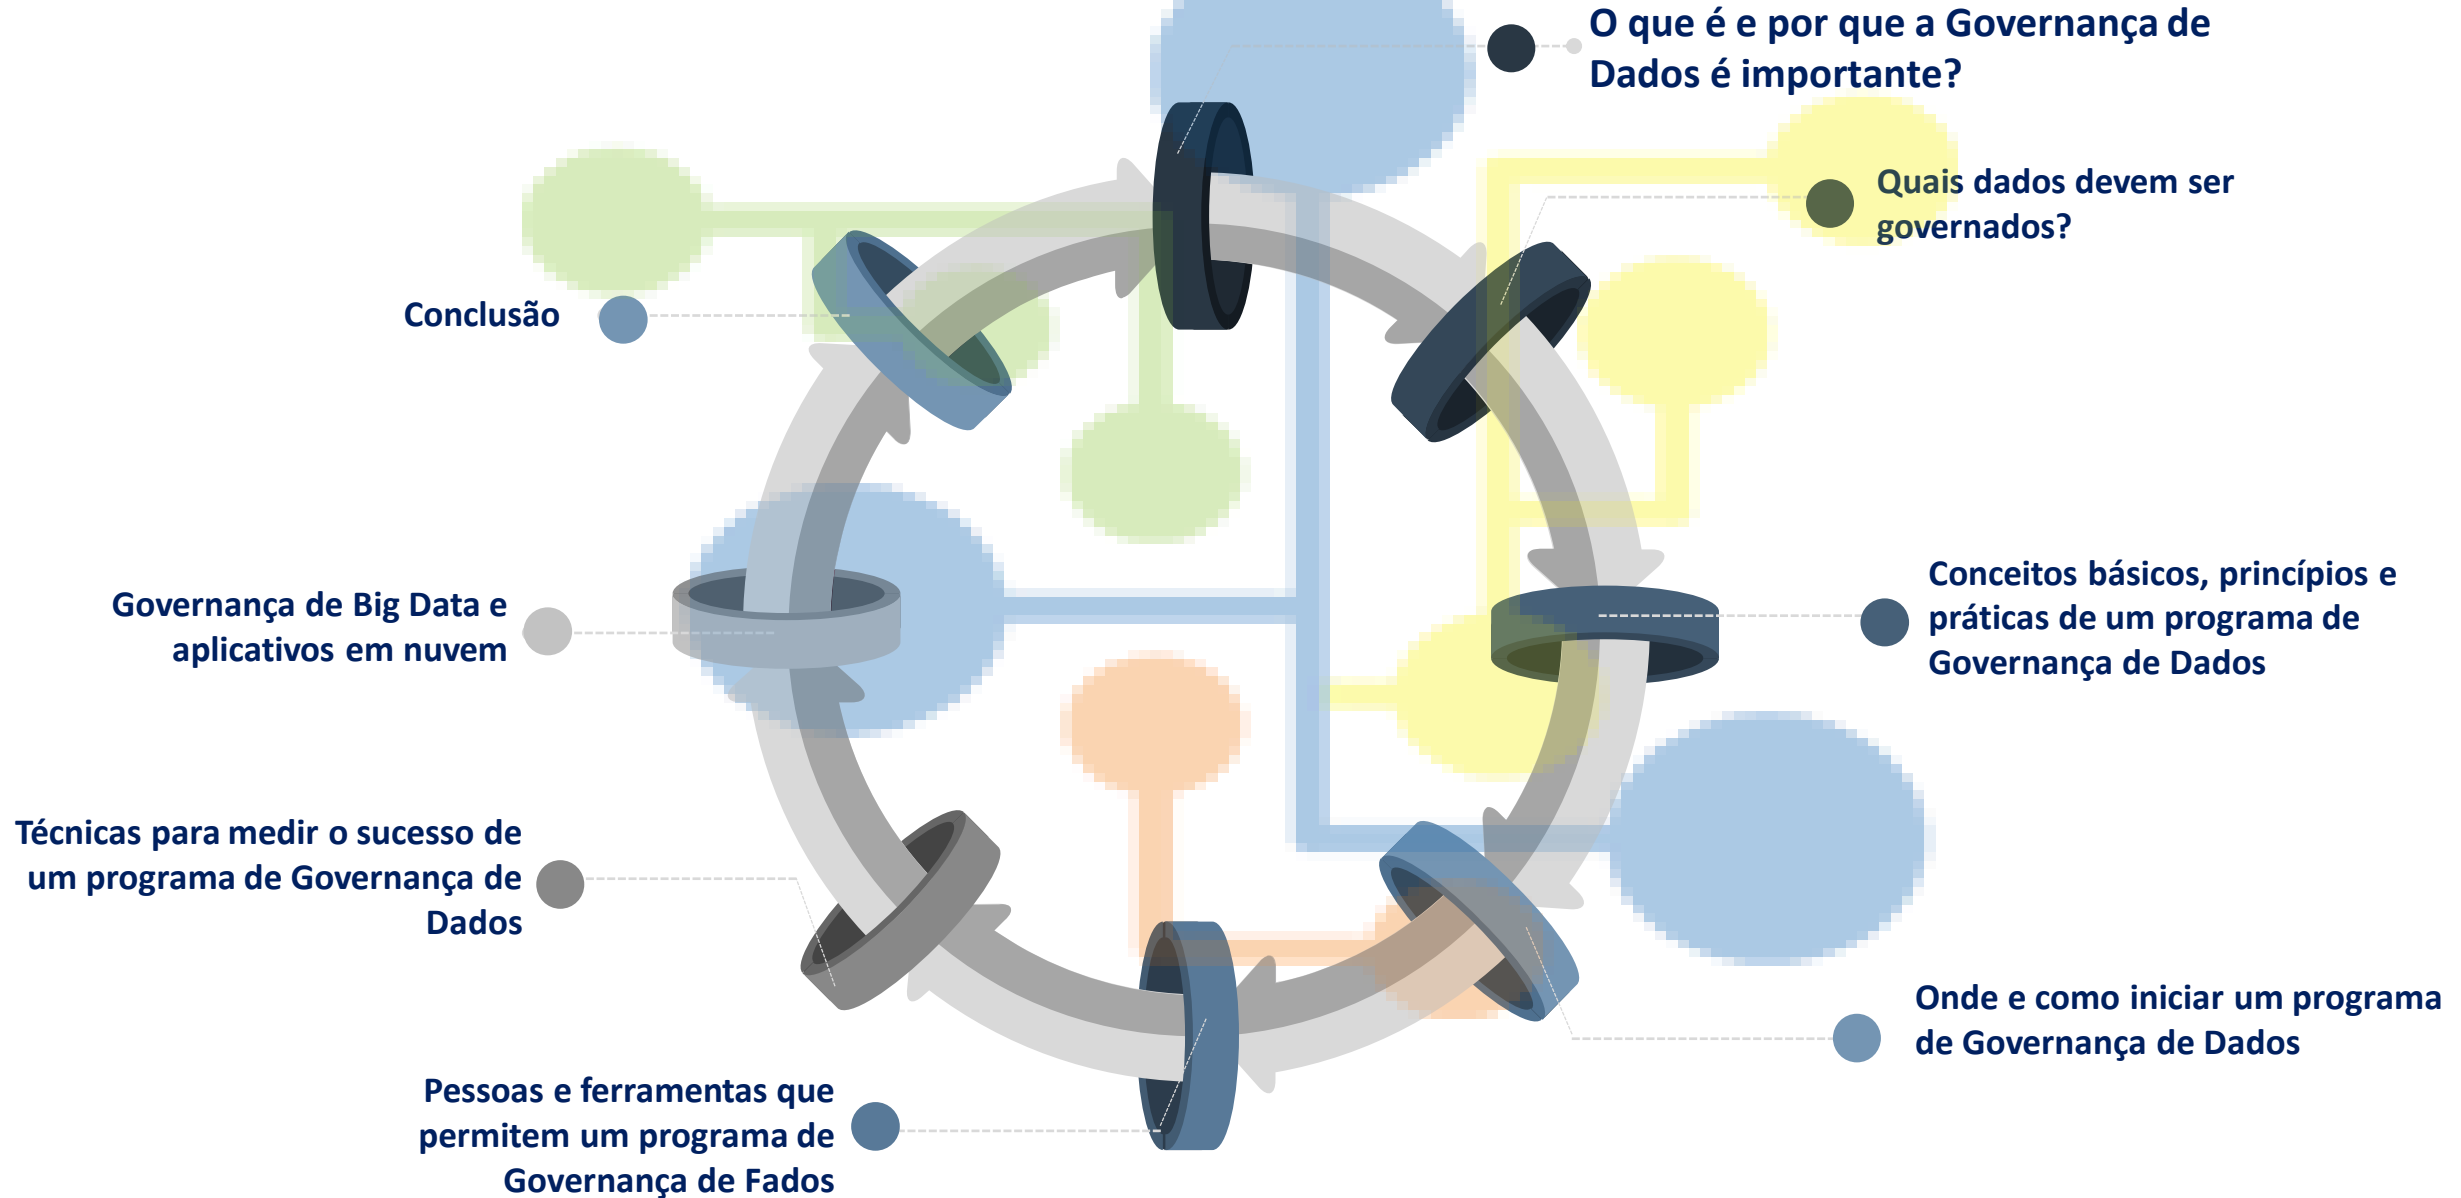 O que é e por que a Governança de
Dados é importante?
Quais dados devem ser
governados?
Conceitos básicos, princípios e
práticas de um programa de
Governança de Dados
Onde e como iniciar um programa
de Governança de Dados
Pessoas e ferramentas que
permitem um programa de
Governança de Fados
Técnicas para medir o sucesso de
um programa de Governança de
Dados
Governança de Big Data e
aplicativos em nuvem
Conclusão